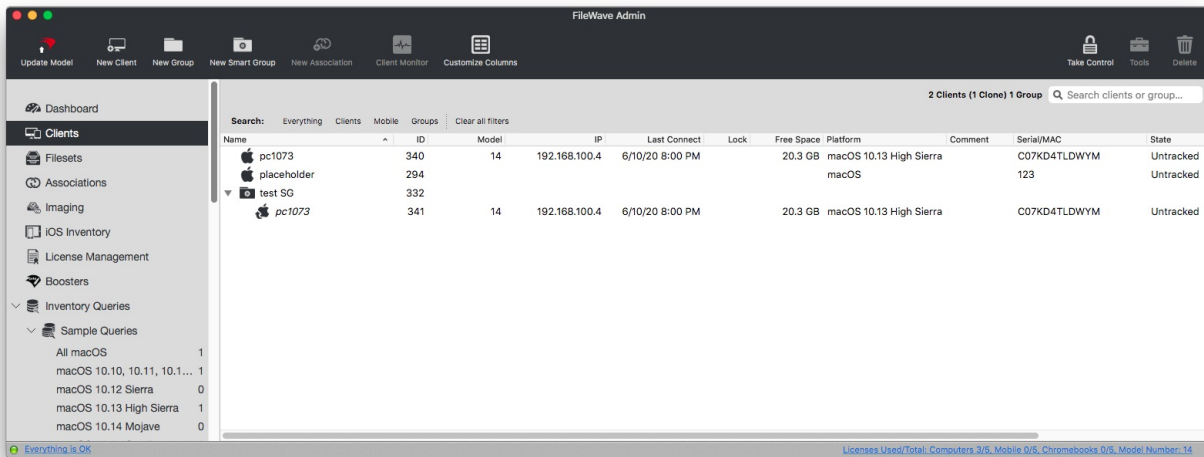 FileWave Admin
Update Model New Client New Group New Smart Group New Association Client Monitor Customize Columns Take Control Tools Delete
2 Clients (1 Clone) 1 Group Search clients or group...
Search: Everything Clients Mobile Groups Clear all filters
Name ID Model IP Last Connect Lock Free Space Platform Comment Serial/MAC State
pc1073 340 14 192.168.100.4 6/10/20 8:00 PM 20.3 GB macOS 10.13 High Sierra C07KD4TLDWYM Untracked
placeholder 294 macOS 123 Untracked
test SG 332
pc1073 341 14 192.168.100.4 6/10/20 8:00 PM 20.3 GB macOS 10.13 High Sierra C07KD4TLDWYM Untracked
Dashboard
Clients
Filesets
Associations
Imaging
iOS Inventory
License Management
Boosters
Inventory Queries
Sample Queries
All macOS 1
macOS 10.10, 10.11, 10.1... 1
macOS 10.12 Sierra 0
macOS 10.13 High Sierra 1
macOS 10.14 Mojave 0
Everything is OK
Licenses Used/Total: Computers 3/5, Mobile 0/5, Chromebooks 0/5, Model Number: 14